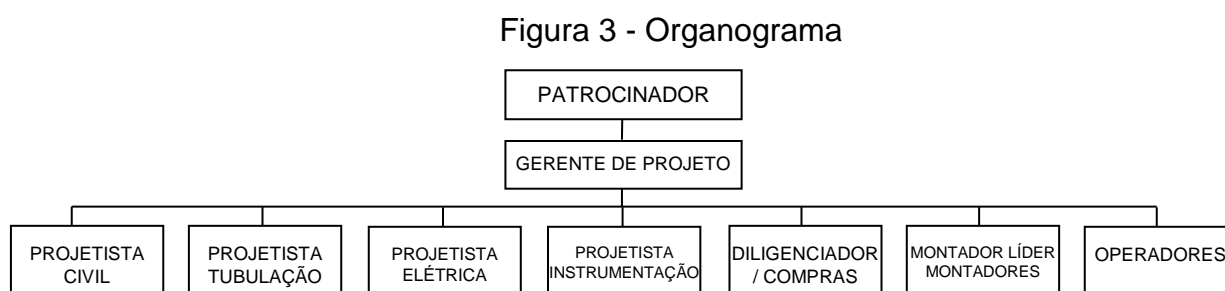 Figura 3 - Organograma
PATROCINADOR
GERENTE DE PROJETO
PROJETISTA
CIVIL
PROJETISTA
TUBULAÇÃO
PROJETISTA
ELÉTRICA
PROJETISTA
INSTRUMENTAÇÃO
DILIGENCIADOR
/ COMPRAS
MONTADOR LÍDER
MONTADORES
OPERADORES